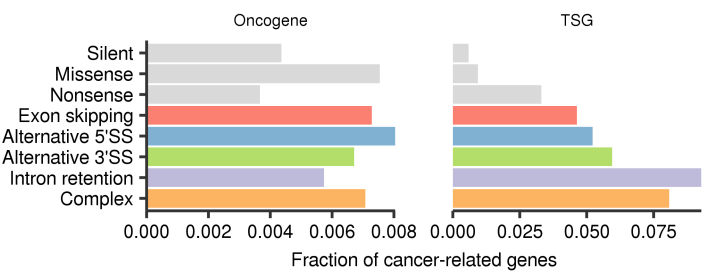 Oncogene TSG
Silent
Missense
Nonsense
Exon skipping
Alternative 5'SS
Alternative 3'SS
Intron retention
Complex
0.000 0.002 0.004 0.006 0.008 0.000 0.025 0.050 0.075
Fraction of cancer-related genes